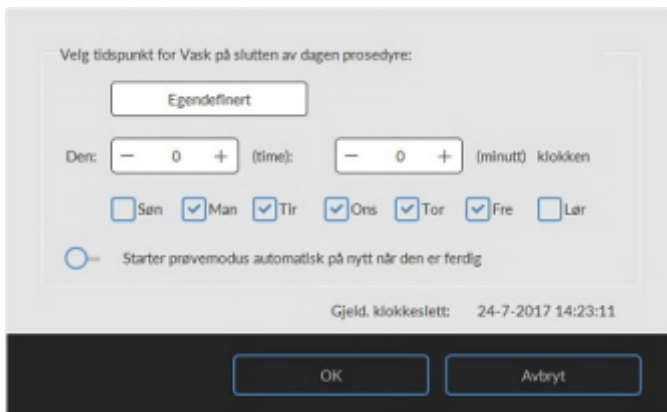 Velg tidspunkt for Vask på slutten av dagen prosedyre:
Egendefinert
Den: − 0 + (time): − 0 + (minutt) klokken
Søn Man Tir Ons Tor Fre Lør
Starter prøvemodus automatisk på nytt når den er ferdig
Gjeld. klokkeslett: 24-7-2017 14:23:11
OK Avbryt